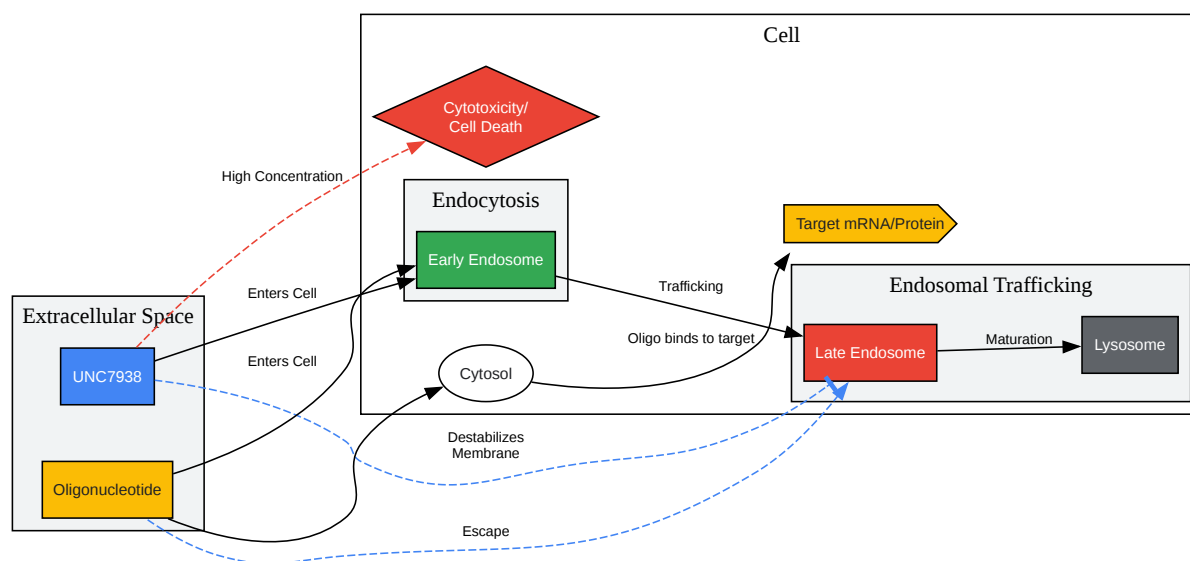 Cell
Cytotoxicity/
Cell Death
High Concentration
Endocytosis
Target mRNA/Protein
Early Endosome
Endosomal Trafficking
Trafficking
Enters Cell
Extracellular Space
Oligo binds to target
Maturation
Late Endosome
Lysosome
Enters Cell
UNC7938
Cytosol
Destabilizes
Membrane
Oligonucleotide
Escape